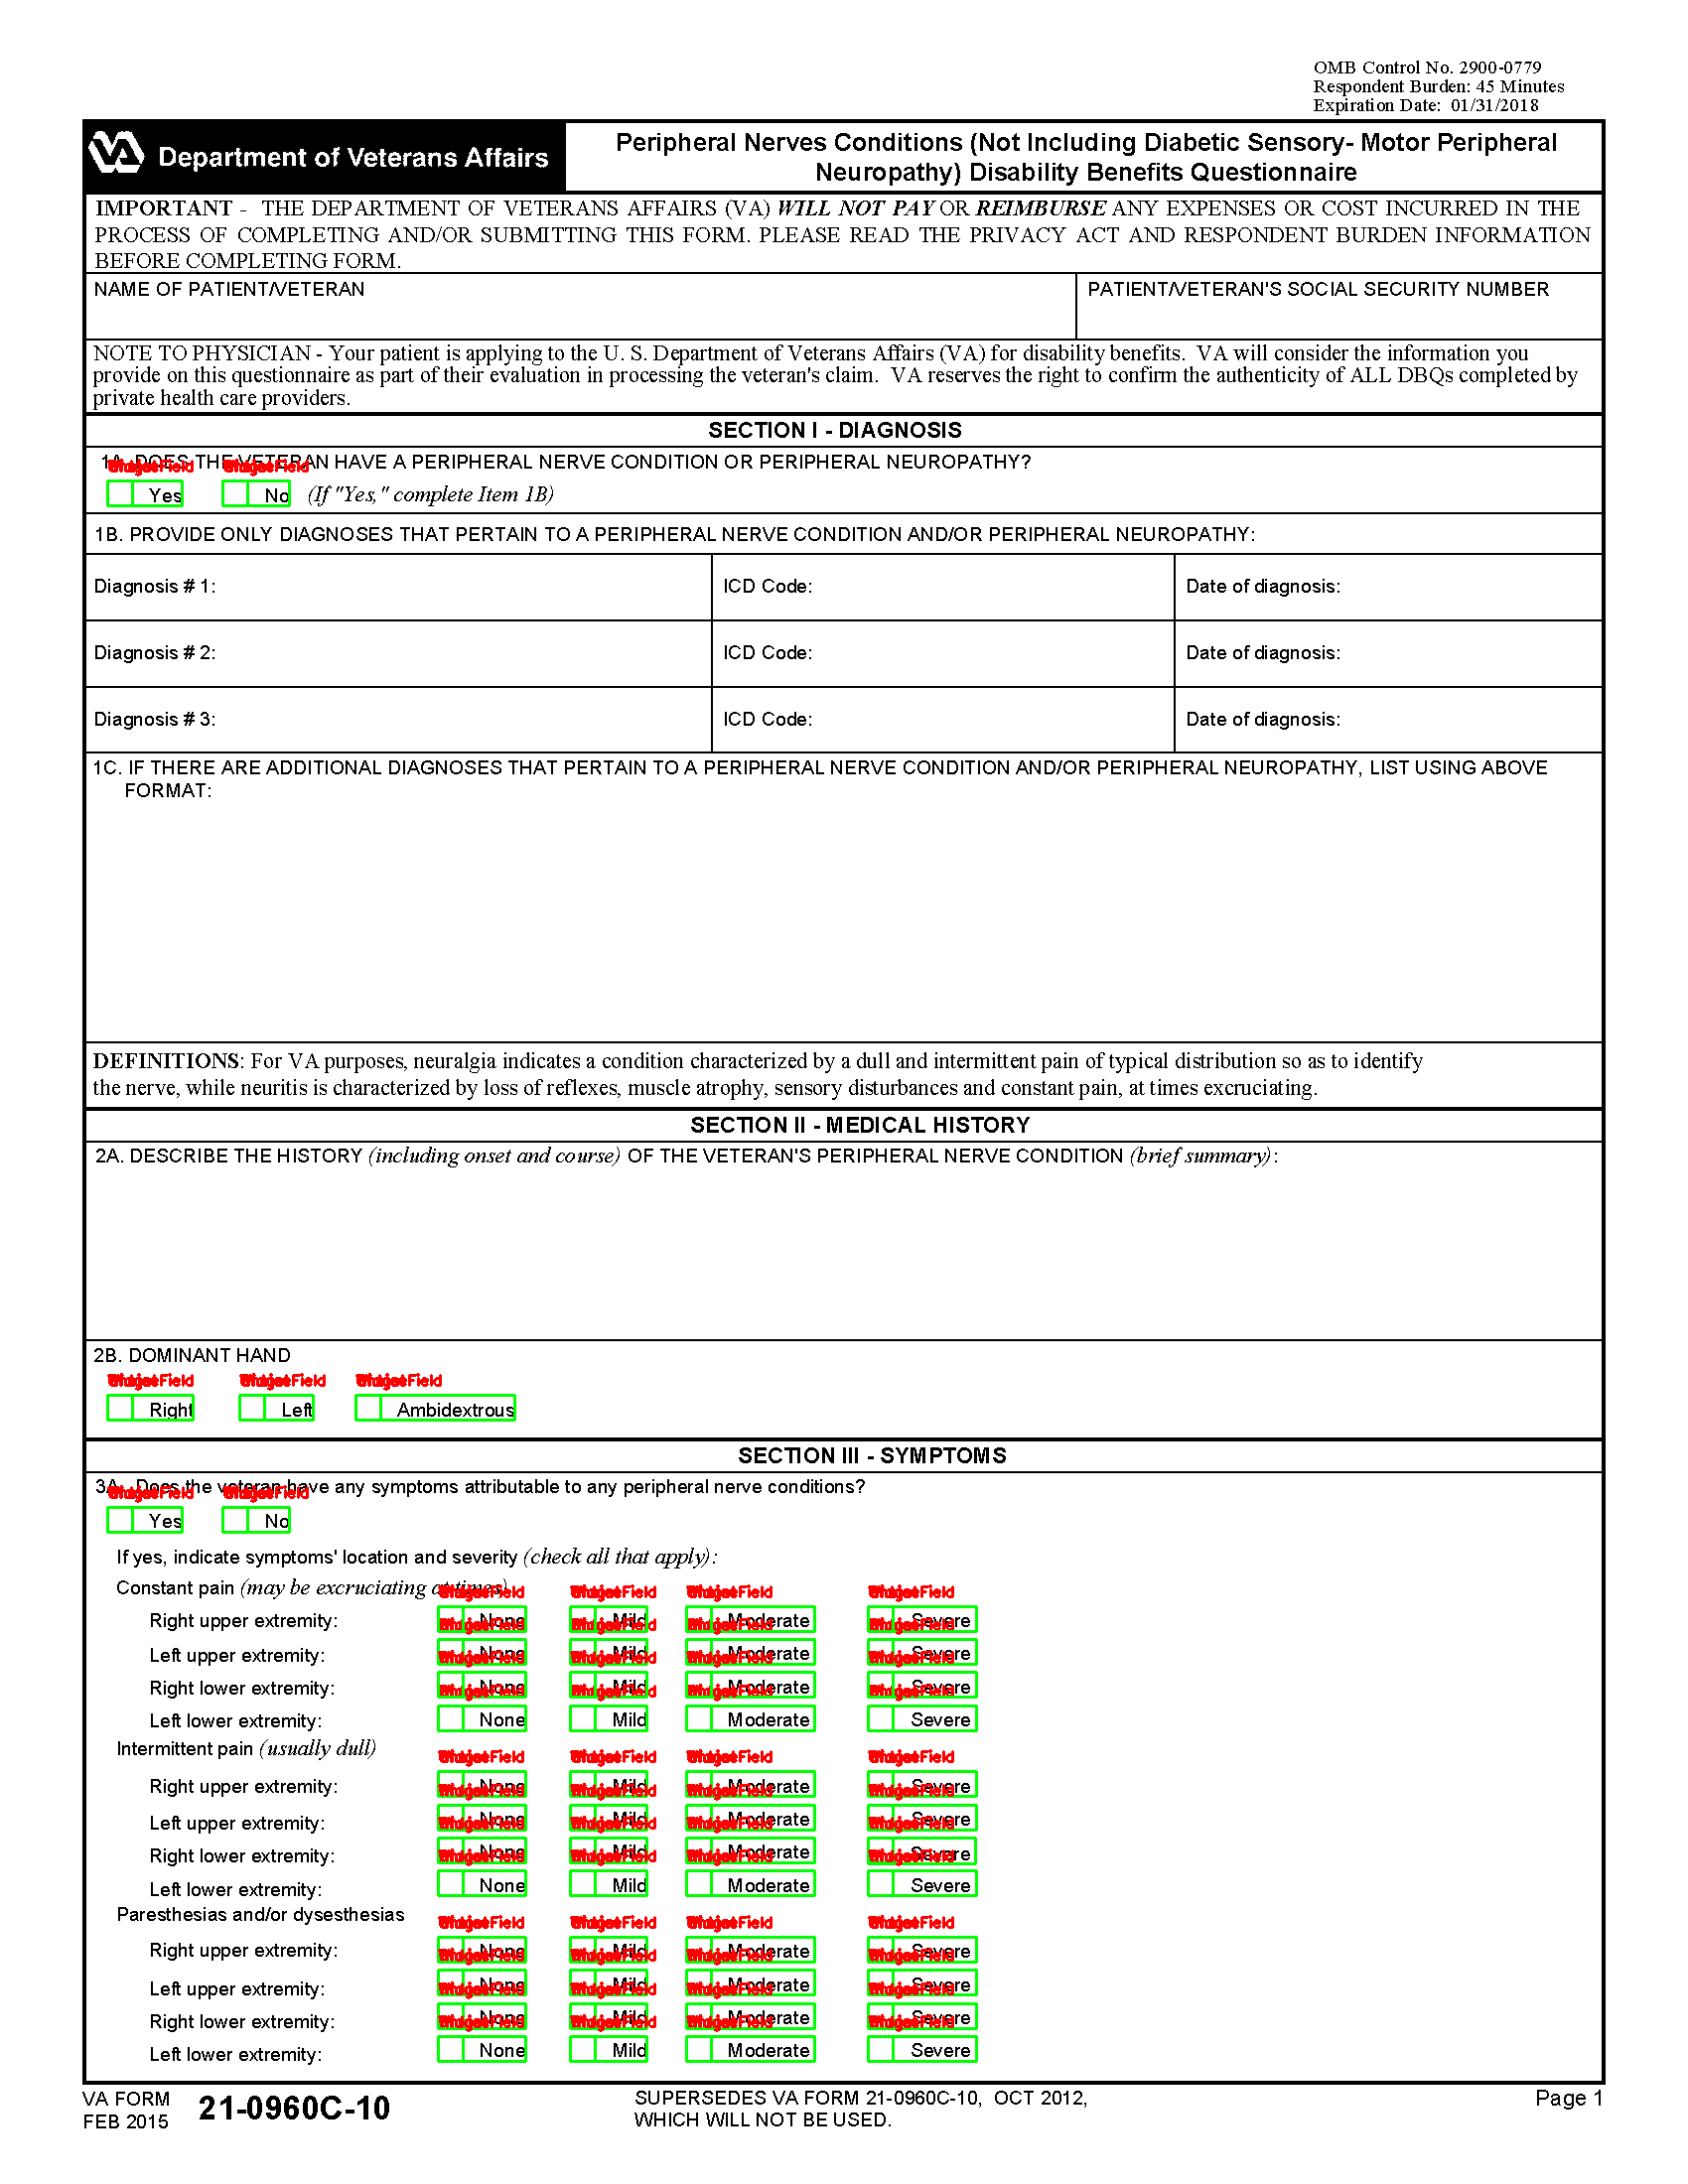 OMB Control No. 2900-0779
Respondent Burden: 45 Minutes
Expiration Date: 01/31/2018
Department of Veterans Affairs
Peripheral Nerves Conditions (Not Including Diabetic Sensory- Motor Peripheral
Neuropathy) Disability Benefits Questionnaire
IMPORTANT - THE DEPARTMENT OF VETERANS AFFAIRS (VA) WILL NOT PAY OR REIMBURSE ANY EXPENSES OR COST INCURRED IN THE
PROCESS OF COMPLETING AND/OR SUBMITTING THIS FORM. PLEASE READ THE PRIVACY ACT AND RESPONDENT BURDEN INFORMATION
BEFORE COMPLETING FORM.
NAME OF PATIENT/VETERAN
PATIENT/VETERAN'S SOCIAL SECURITY NUMBER
NOTE TO PHYSICIAN - Your patient is applying to the U. S. Department of Veterans Affairs (VA) for disability benefits. VA will consider the information you
provide on this questionnaire as part of their evaluation in processing the veteran's claim. VA reserves the right to confirm the authenticity of ALL DBQs completed by
private health care providers.
SECTION I - DIAGNOSIS
1A. DOES THE VETERAN HAVE A PERIPHERAL NERVE CONDITION OR PERIPHERAL NEUROPATHY?
Yes No (If "Yes," complete Item 1B)
1B. PROVIDE ONLY DIAGNOSES THAT PERTAIN TO A PERIPHERAL NERVE CONDITION AND/OR PERIPHERAL NEUROPATHY:
Diagnosis # 1: ICD Code: Date of diagnosis:
Diagnosis # 2: ICD Code: Date of diagnosis:
Diagnosis # 3: ICD Code: Date of diagnosis:
1C. IF THERE ARE ADDITIONAL DIAGNOSES THAT PERTAIN TO A PERIPHERAL NERVE CONDITION AND/OR PERIPHERAL NEUROPATHY, LIST USING ABOVE
FORMAT:
DEFINITIONS: For VA purposes, neuralgia indicates a condition characterized by a dull and intermittent pain of typical distribution so as to identify
the nerve, while neuritis is characterized by loss of reflexes, muscle atrophy, sensory disturbances and constant pain, at times excruciating.
SECTION II - MEDICAL HISTORY
2A. DESCRIBE THE HISTORY (including onset and course) OF THE VETERAN'S PERIPHERAL NERVE CONDITION (brief summary):
2B. DOMINANT HAND
Right Left Ambidextrous
SECTION III - SYMPTOMS
3A. Does the veteran have any symptoms attributable to any peripheral nerve conditions?
Yes No
If yes, indicate symptoms' location and severity (check all that apply):
Constant pain (may be excruciating at times)
Right upper extremity: None Mild Moderate Severe
Left upper extremity: None Mild Moderate Severe
Right lower extremity: None Mild Moderate Severe
Left lower extremity: None Mild Moderate Severe
Intermittent pain (usually dull)
Right upper extremity: None Mild Moderate Severe
Left upper extremity: None Mild Moderate Severe
Right lower extremity: None Mild Moderate Severe
Left lower extremity: None Mild Moderate Severe
Paresthesias and/or dysesthesias
Right upper extremity: None Mild Moderate Severe
Left upper extremity: None Mild Moderate Severe
Right lower extremity: None Mild Moderate Severe
Left lower extremity: None Mild Moderate Severe
VA FORM
FEB 2015
21-0960C-10
SUPERSEDES VA FORM 21-0960C-10, OCT 2012,
WHICH WILL NOT BE USED.
Page 1